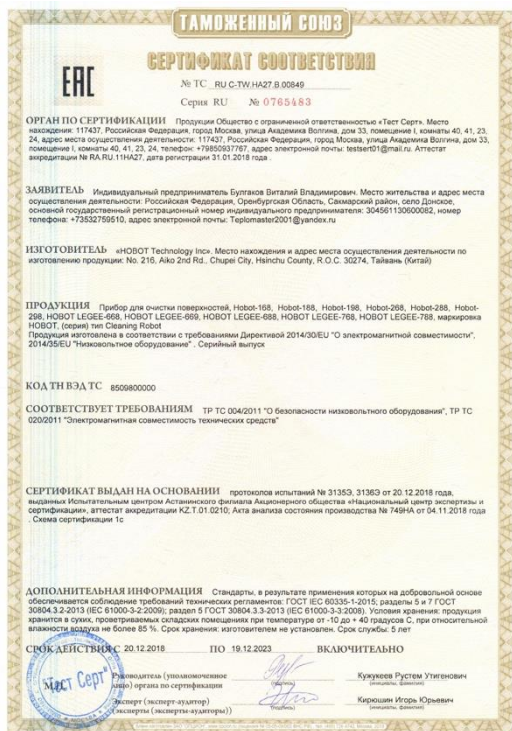 ТАМОЖЕННЫЙ СОЮЗ
СЕРТИФИКАТ СООТВЕТСТВИЯ
ЕАС
№ ТС RU C-TW.HA27.B.00849
Серия RU № 0765483
ОРГАН ПО СЕРТИФИКАЦИИ Продукции Общество с ограниченной ответственностью «Тест Серт». Место
нахождения: 117437, Российская Федерация, город Москва, улица Академика Волгина, дом 33, помещение I, комнаты 40, 41, 23,
24, адрес места осуществления деятельности: 117437, Российская Федерация, город Москва, улица Академика Волгина, дом 33,
помещение I, комнаты 40, 41, 23, 24, телефон: +79850937767, адрес электронной почты: testsert01@mail.ru. Аттестат
аккредитации № RA.RU.11НА27, дата регистрации 31.01.2018 года.
ЗАЯВИТЕЛЬ Индивидуальный предприниматель Булгаков Виталий Владимирович. Место жительства и адрес места
осуществления деятельности: Российская Федерация, Оренбургская Область, Сакмарский район, село Донское,
основной государственный регистрационный номер индивидуального предпринимателя: 304561130600082, номер
телефона: +73532759510, адрес электронной почты: Teplomaster2001@yandex.ru
ИЗГОТОВИТЕЛЬ «HOBOT Technology Inc». Место нахождения и адрес места осуществления деятельности по
изготовлению продукции: No. 216, Aiko 2nd Rd., Chupei City, Hsinchu County, R.O.C. 30274, Тайвань (Китай)
ПРОДУКЦИЯ Прибор для очистки поверхностей, Hobot-168, Hobot-188, Hobot-198, Hobot-268, Hobot-288, Hobot-
298, HOBOT LEGEE-668, HOBOT LEGEE-669, HOBOT LEGEE-688, HOBOT LEGEE-768, HOBOT LEGEE-788, маркировка
HOBOT, (серия) тип Cleaning Robot
Продукция изготовлена в соответствии с требованиями Директивой 2014/30/EU "О электромагнитной совместимости",
2014/35/EU "Низковольтное оборудование" . Серийный выпуск
КОД ТН ВЭД ТС 8509800000
СООТВЕТСТВУЕТ ТРЕБОВАНИЯМ ТР ТС 004/2011 "О безопасности низковольтного оборудования", ТР ТС
020/2011 "Электромагнитная совместимость технических средств"
СЕРТИФИКАТ ВЫДАН НА ОСНОВАНИИ протоколов испытаний № 3135Э, 3136Э от 20.12.2018 года,
выданных Испытательным центром Астанинского филиала Акционерного общества «Национальный центр экспертизы и
сертификации», аттестат аккредитации KZ.T.01.0210; Акта анализа состояния производства № 749НА от 04.11.2018 года
. Схема сертификации 1с
ДОПОЛНИТЕЛЬНАЯ ИНФОРМАЦИЯ Стандарты, в результате применения которых на добровольной основе
обеспечивается соблюдение требований технических регламентов: ГОСТ IEC 60335-1-2015; разделы 5 и 7 ГОСТ
30804.3.2-2013 (IEC 61000-3-2:2009); раздел 5 ГОСТ 30804.3.3-2013 (IEC 61000-3-3:2008). Условия хранения: продукция
хранится в сухих, проветриваемых складских помещениях при температуре от -10 до + 40 градусов С, при относительной
влажности воздуха не более 85 %. Срок хранения: изготовителем не установлен. Срок службы: 5 лет
СРОК ДЕЙСТВИЯ С 20.12.2018 ПО 19.12.2023 ВКЛЮЧИТЕЛЬНО
Руководитель (уполномоченное
лицо) органа по сертификации
Кужукеев Рустем Утигенович
(подпись) (инициалы, фамилия)
М.П.
"Тест Серт"
Эксперт (эксперт-аудитор)
(эксперты (эксперты-аудиторы))
Кирюшин Игорь Юрьевич
(подпись) (инициалы, фамилия)